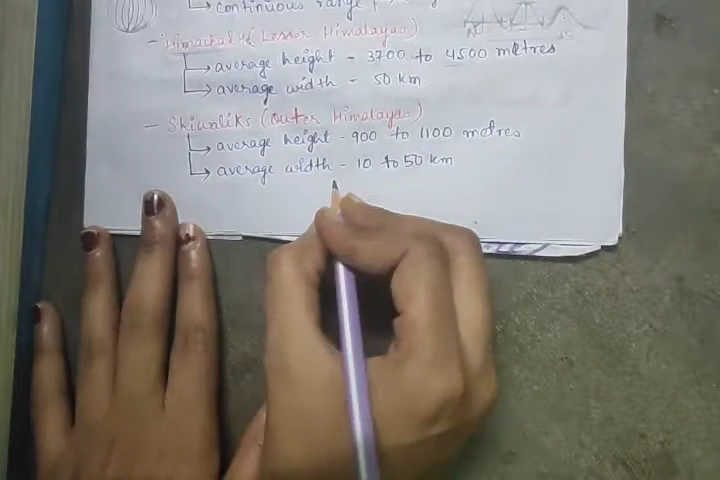 continuous range
- Himachal (Lesser Himalayas)
average height - 3700 to 4500 metres
average width - 50 km
- Shiwaliks (Outer Himalayas)
average height - 900 to 1100 metres
average width - 10 to 50 km